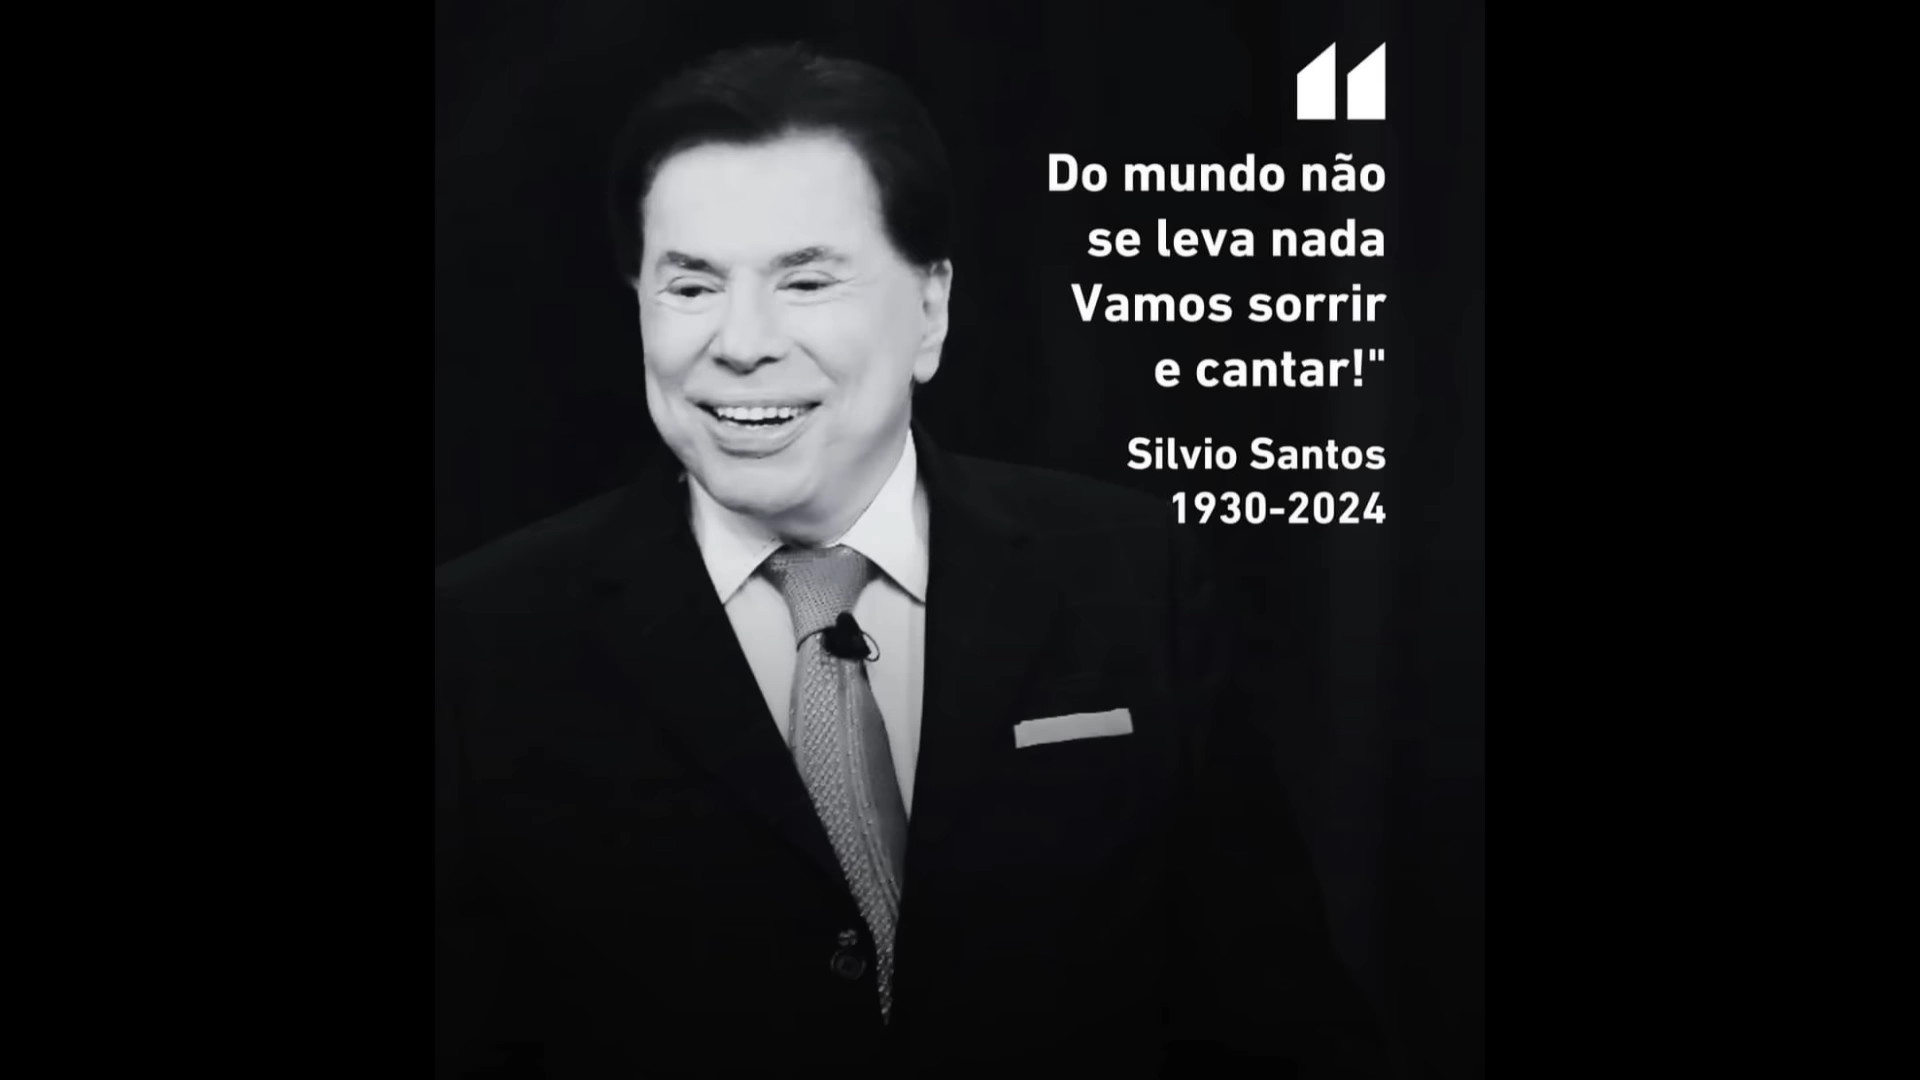 Do mundo não
se leva nada
Vamos sorrir
e cantar!"
Silvio Santos
1930-2024